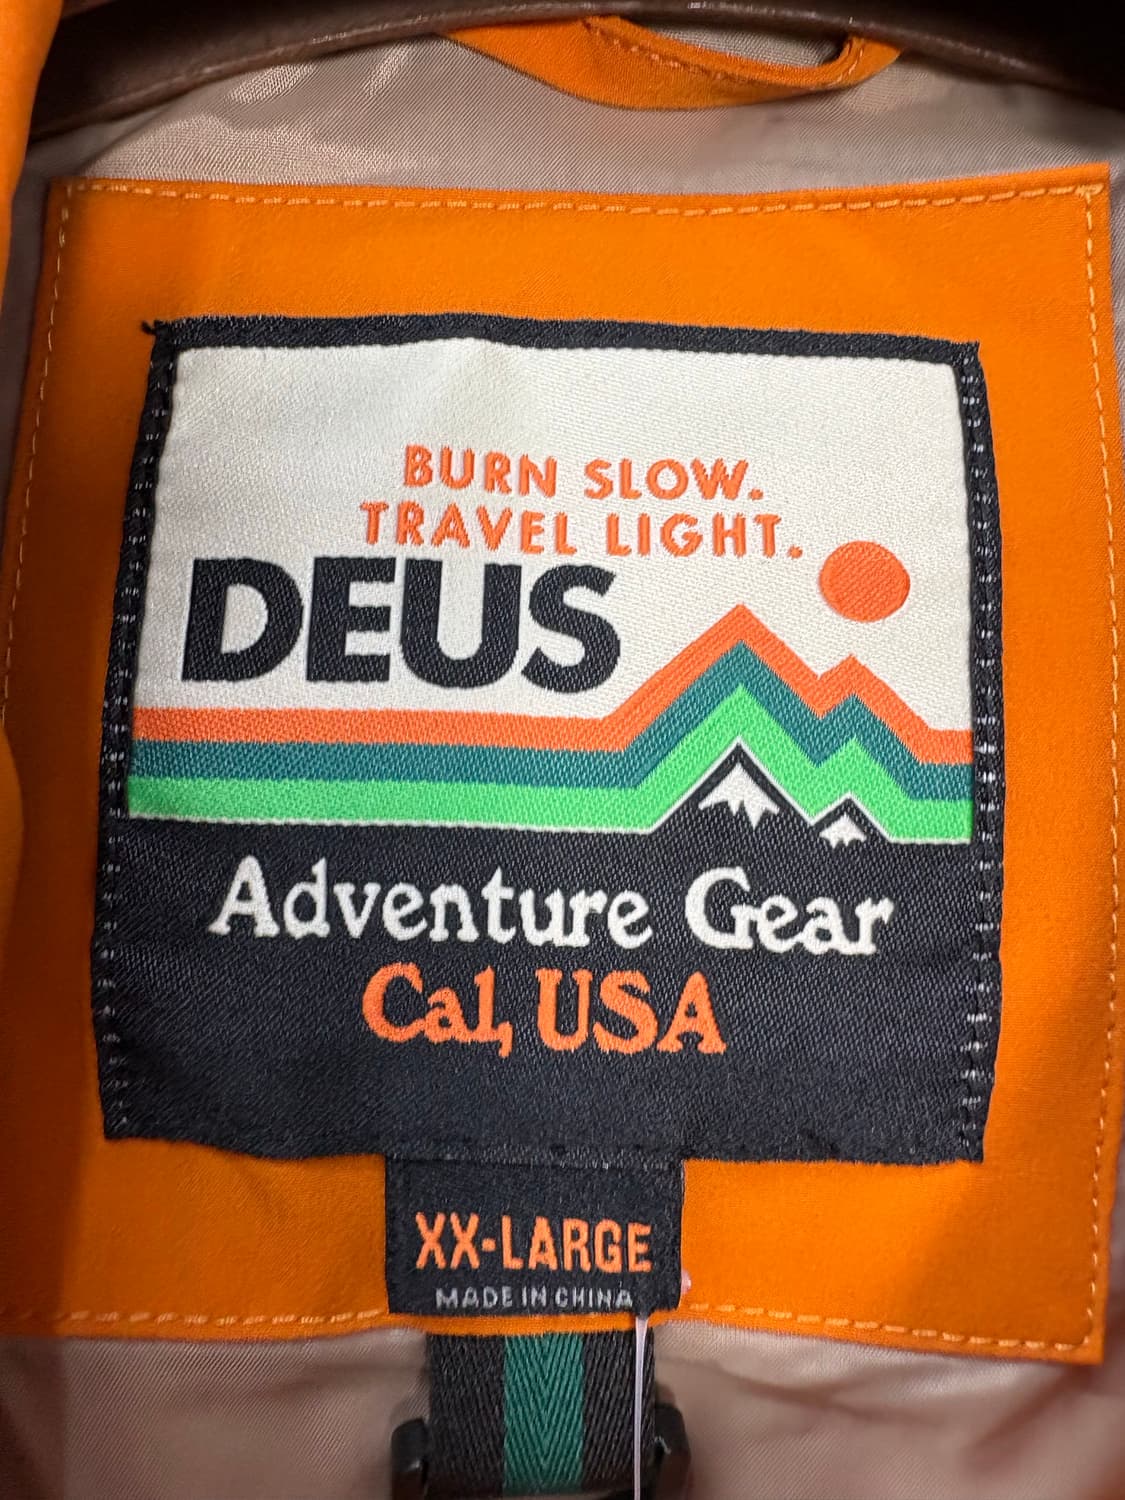 BURN SLOW.
TRAVEL LIGHT.
DEUS
Adventure Gear
Cal, USA
XX-LARGE
MADE IN CHINA